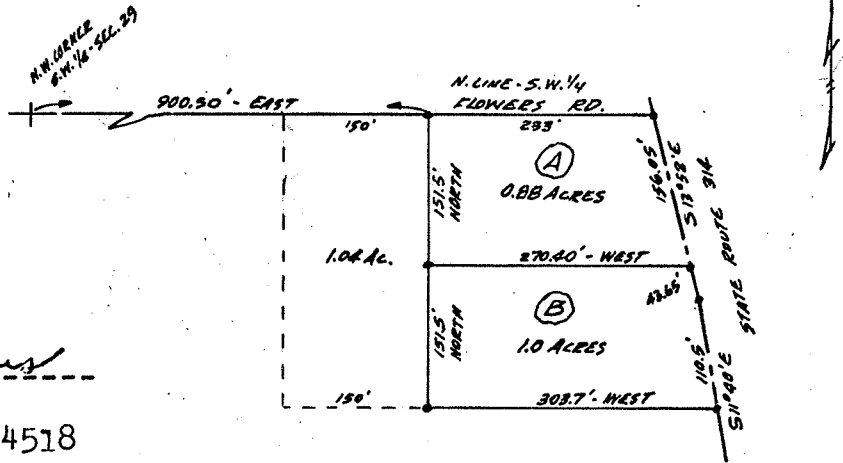 N.W. CORNER
S.W. 1/4 - SEC. 29
900.30' - EAST
N. LINE - S.W. 1/4
FLOWERS RD.
150'
233'
A
0.88 ACRES
151.5'
NORTH
156.05'
S 13°53'E
STATE ROUTE 314
1.04 Ac.
270.40' - WEST
43.65'
B
1.0 ACRES
151.5'
NORTH
110.5'
S 11°40'E
150'
303.7' - WEST
4518